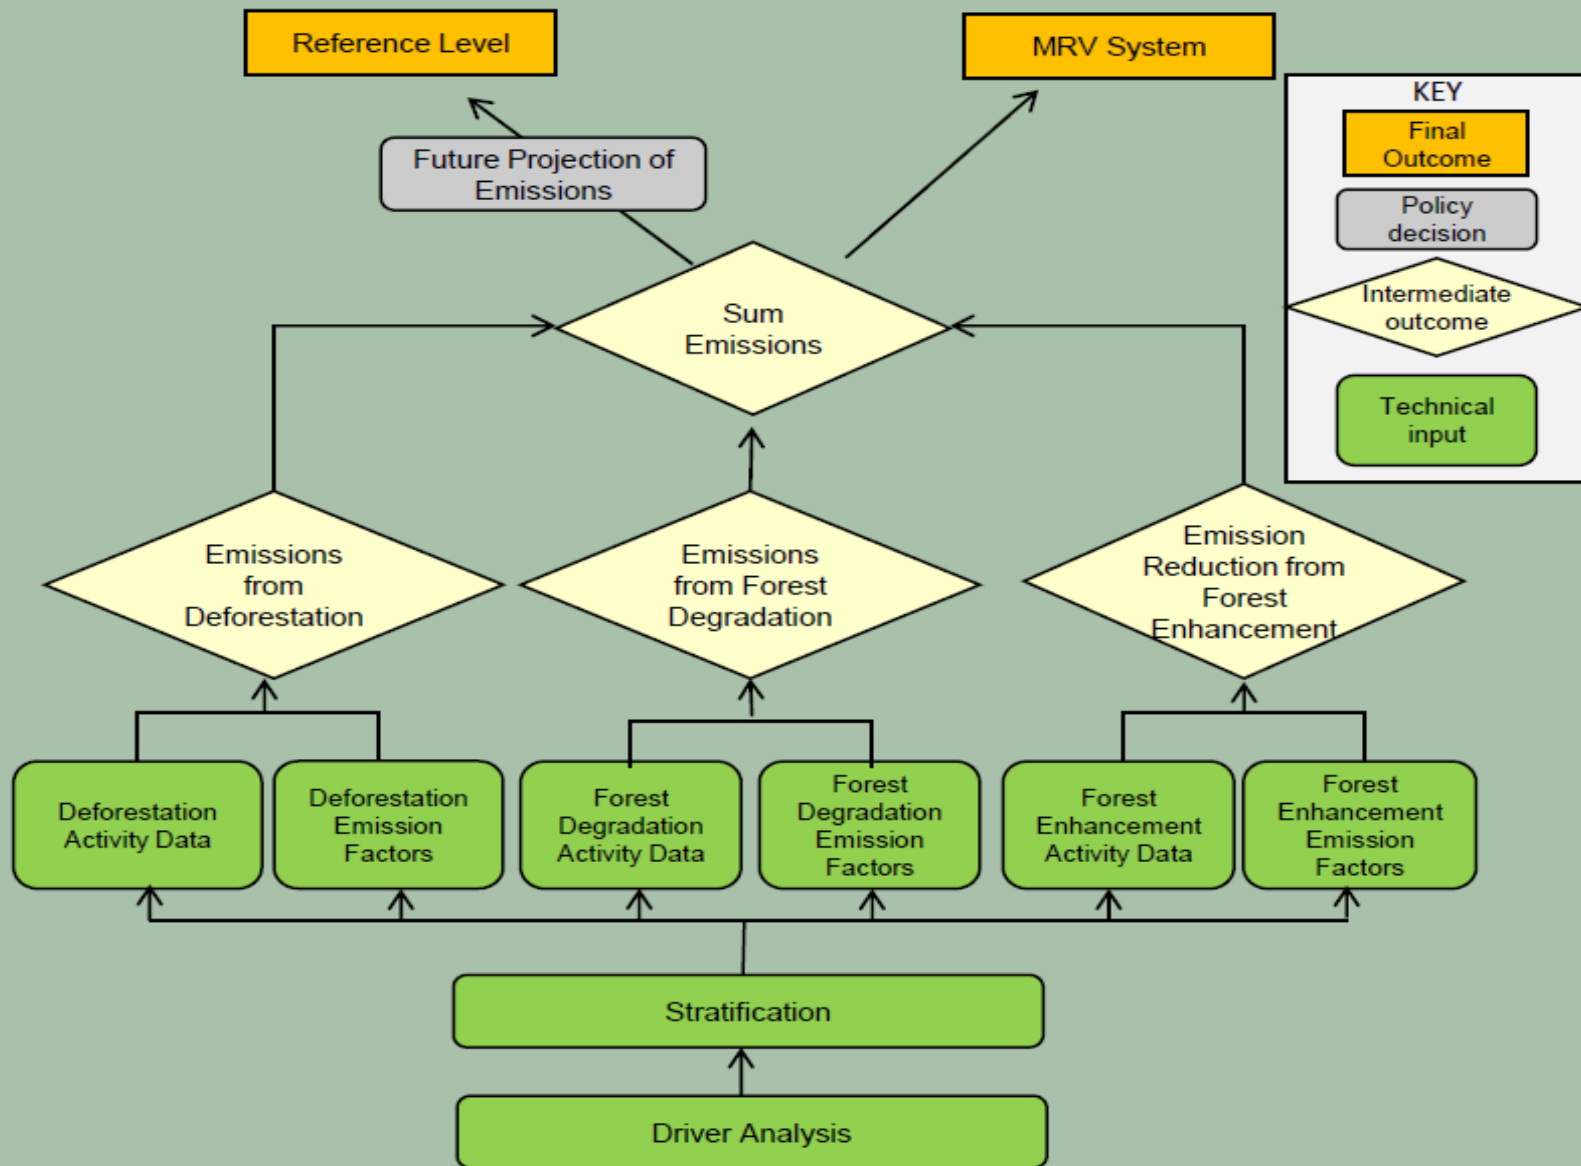 Reference Level
MRV System
KEY
Final
Outcome
Policy
decision
Intermediate
outcome
Technical
input
Future Projection of
Emissions
Sum
Emissions
Emissions
from
Deforestation
Emissions
from Forest
Degradation
Emission
Reduction from
Forest
Enhancement
Deforestation
Activity Data
Deforestation
Emission
Factors
Forest
Degradation
Activity Data
Forest
Degradation
Emission
Factors
Forest
Enhancement
Activity Data
Forest
Enhancement
Emission
Factors
Stratification
Driver Analysis